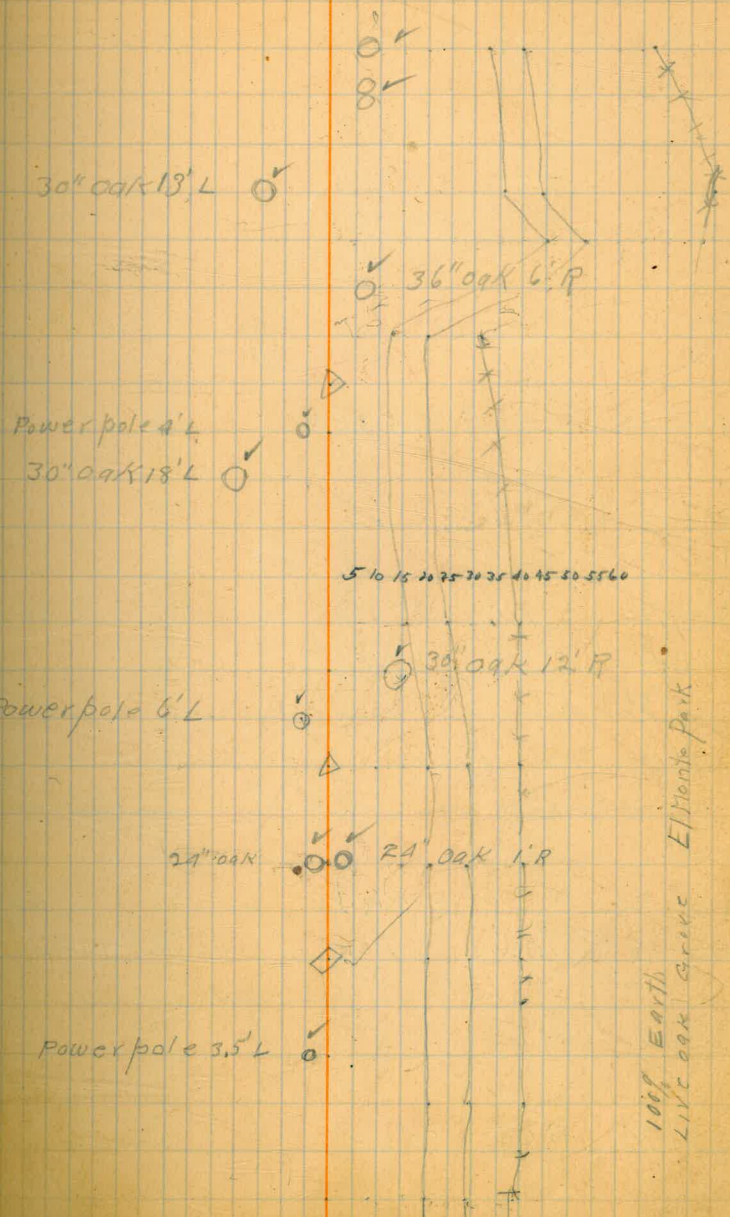 30" Oak 13' L
36" Oak 6' R
Power pole 4' L
30" Oak 18' L
5 10 15 20 25 30 35 40 45 50 55 60
30" Oak 12' R
Power pole 6' L
24" Oak
24" Oak 1' R
Power pole 3.5' L
100% Earth
Live Oak Grove El Monte Park